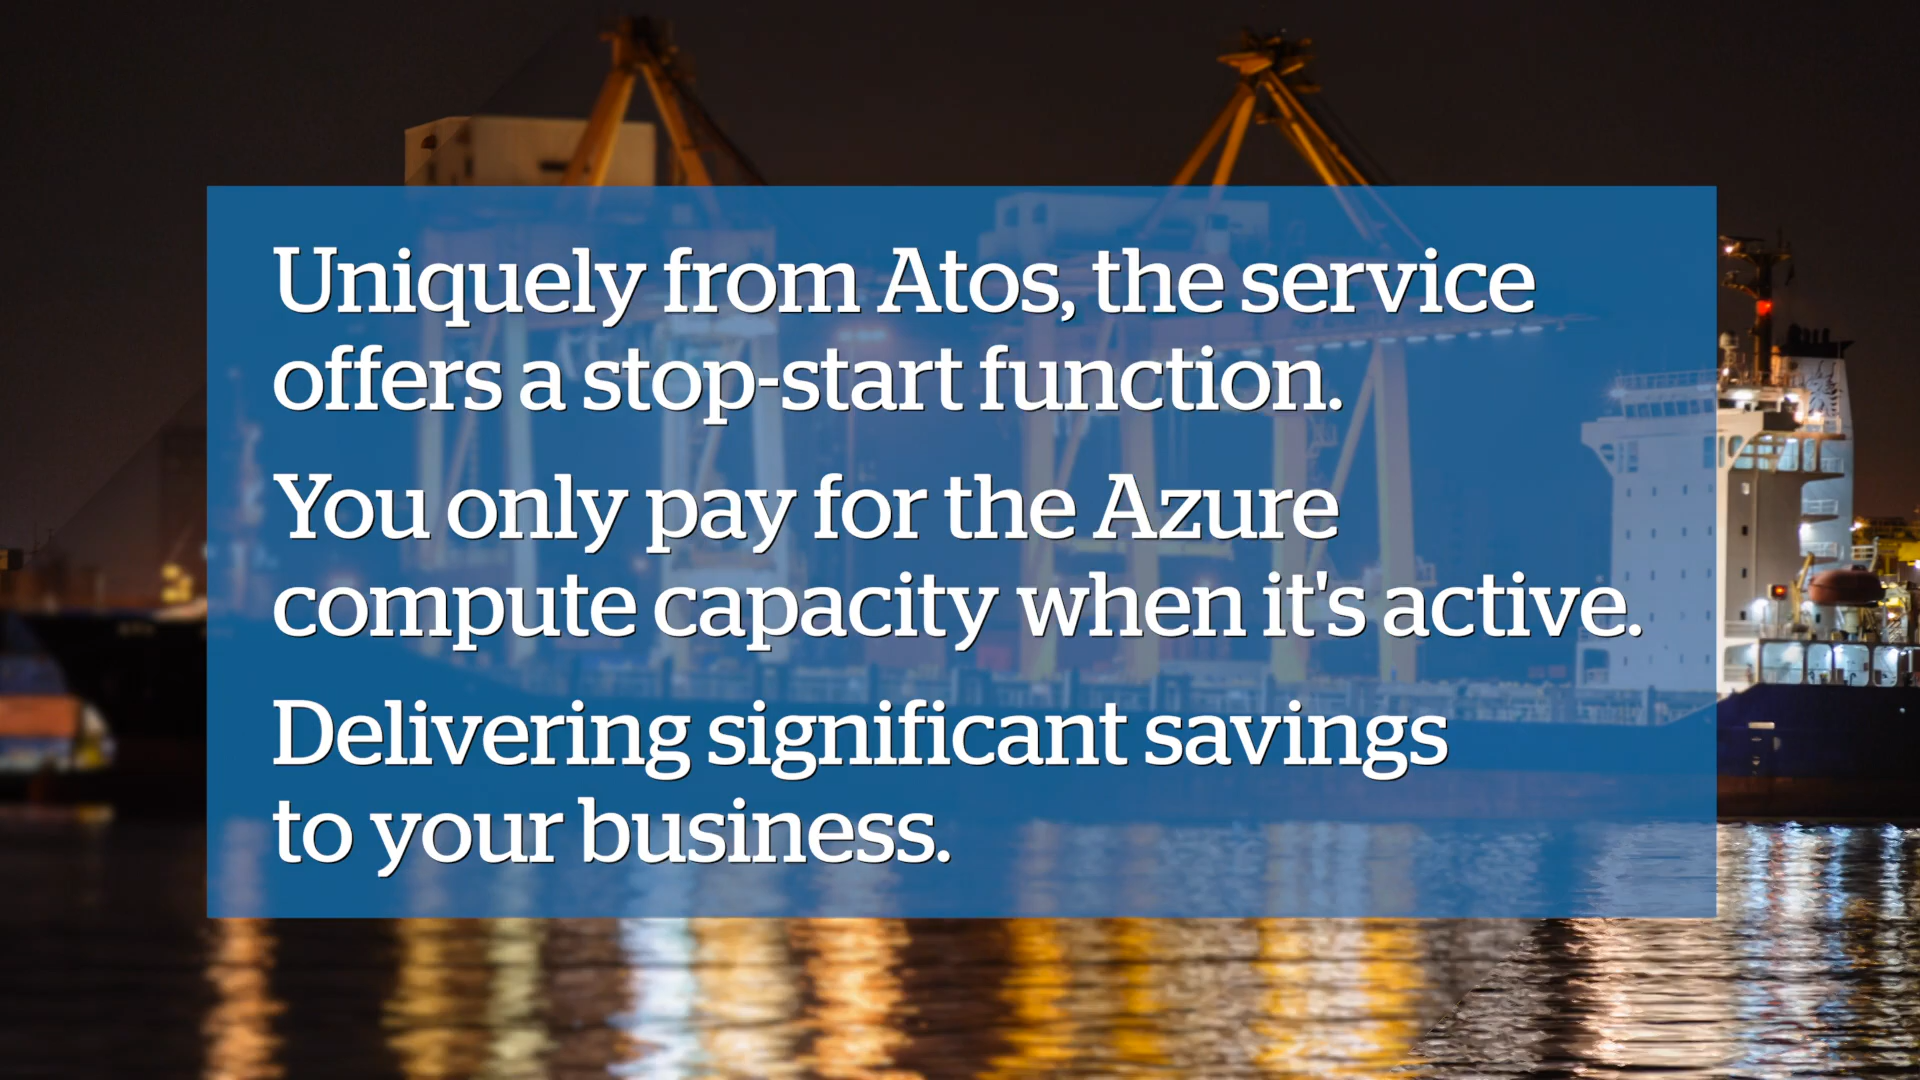 Uniquely from Atos, the service
offers a stop-start function.
You only pay for the Azure
compute capacity when it's active.
Delivering significant savings
to your business.